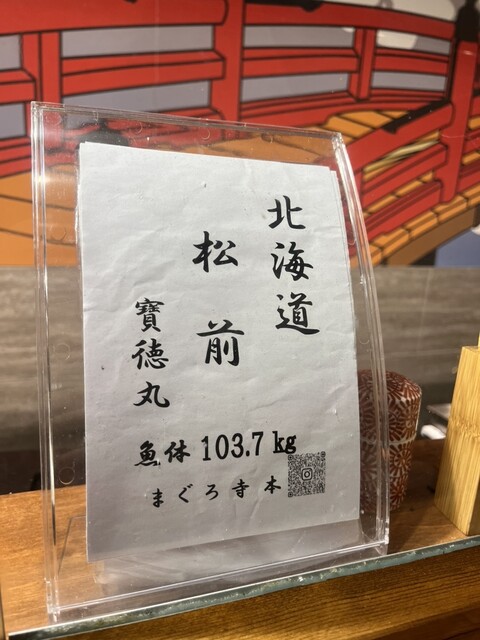 北海道
松前
寶徳丸
魚体 103.7 kg
まぐろ寺本